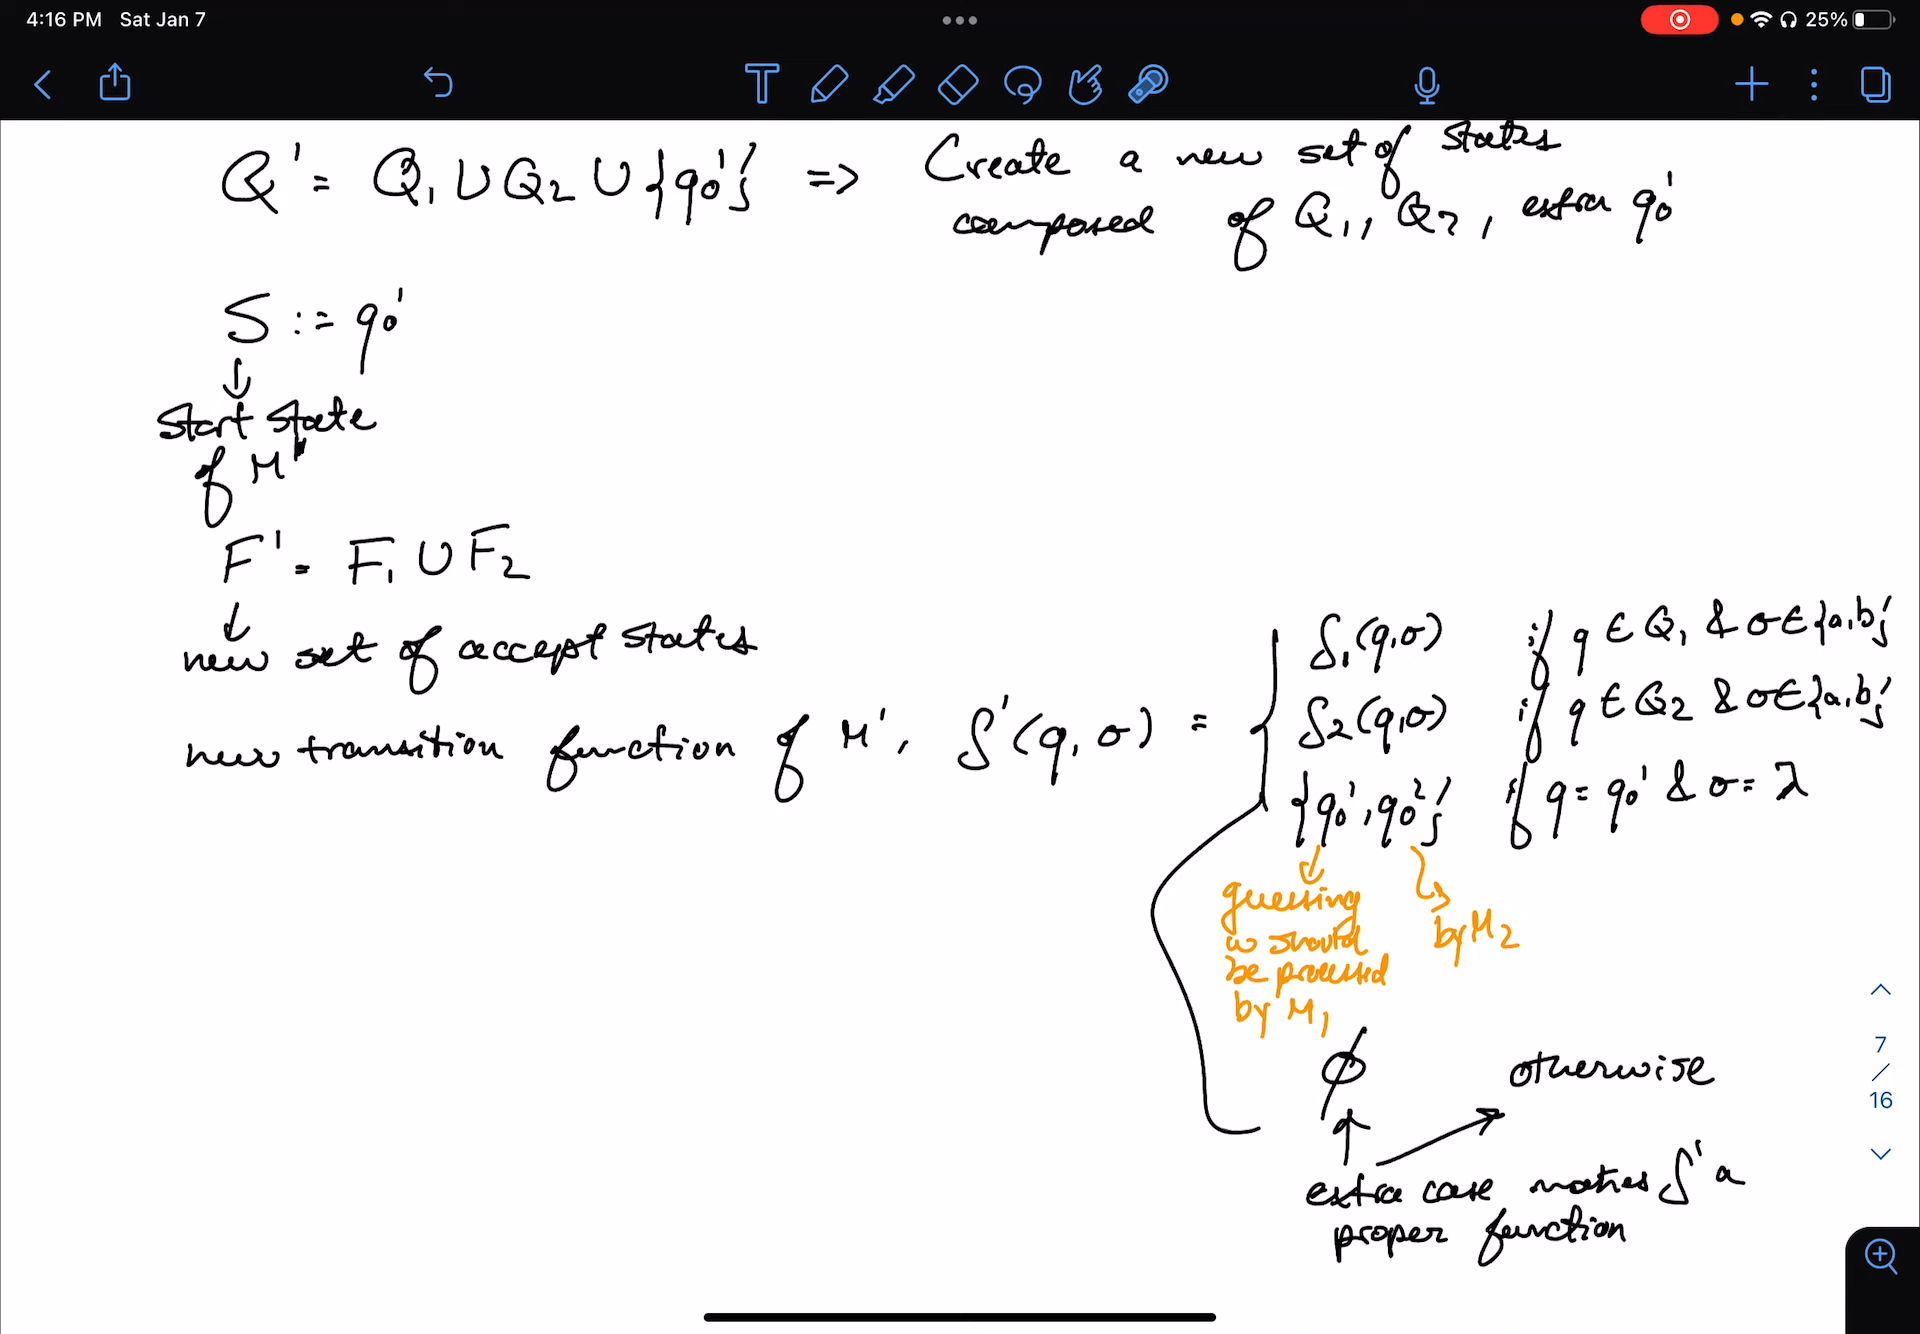 4:16 PM Sat Jan 7
25%
Q' = Q₁ ∪ Q₂ ∪ {q₀'} => Create a new set of states
composed of Q₁, Q₂, extra q₀'
S := q₀'
↓
start state
of M'
F' = F₁ ∪ F₂
↓
new set of accept states
new transition function of M', δ'(q, σ) =
δ₁(q,σ) if q ∈ Q₁ & σ ∈ {a,b}
δ₂(q,σ) if q ∈ Q₂ & σ ∈ {a,b}
{q₀¹, q₀²} if q = q₀' & σ = λ
guessing
w should
be processed
by M₁
by M₂
∅ otherwise
extra case makes δ' a
proper function
7
/
16